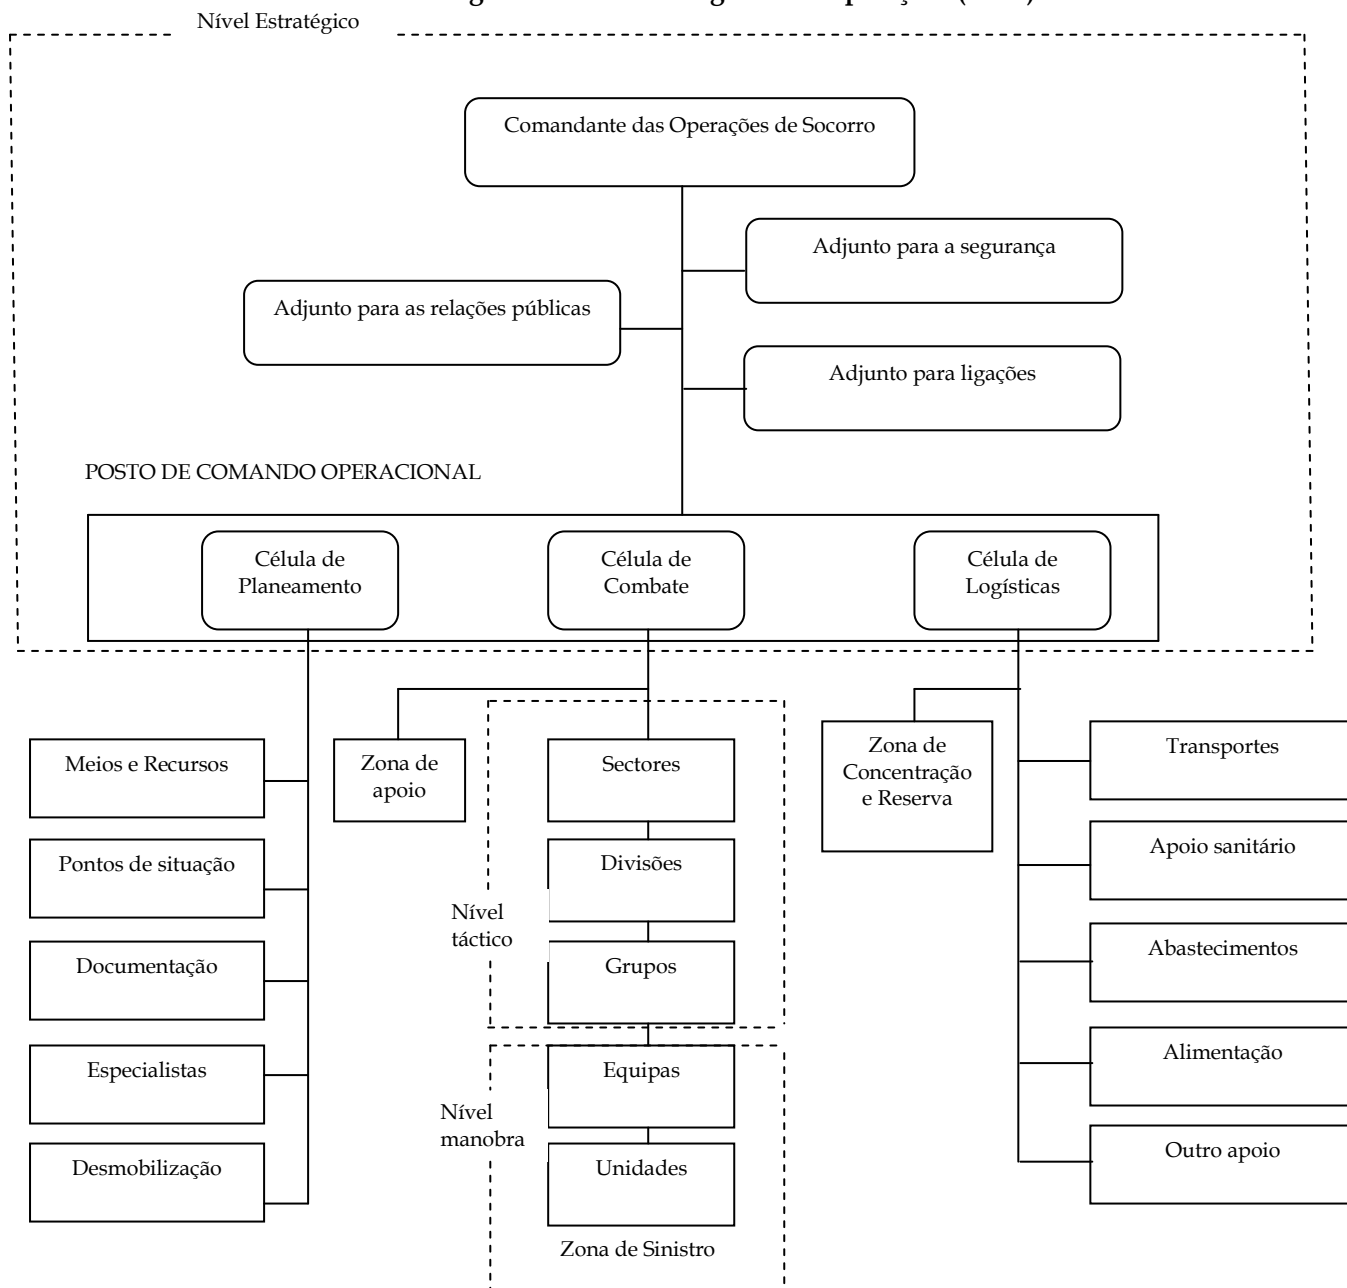 Nível Estratégico
Comandante das Operações de Socorro
Adjunto para a segurança
Adjunto para as relações públicas
Adjunto para ligações
POSTO DE COMANDO OPERACIONAL
Célula de
Planeamento
Célula de
Combate
Célula de
Logísticas
Meios e Recursos
Pontos de situação
Documentação
Especialistas
Desmobilização
Zona de
apoio
Sectores
Divisões
Nível
táctico
Grupos
Equipas
Nível
manobra
Unidades
Zona de Sinistro
Zona de
Concentração
e Reserva
Transportes
Apoio sanitário
Abastecimentos
Alimentação
Outro apoio